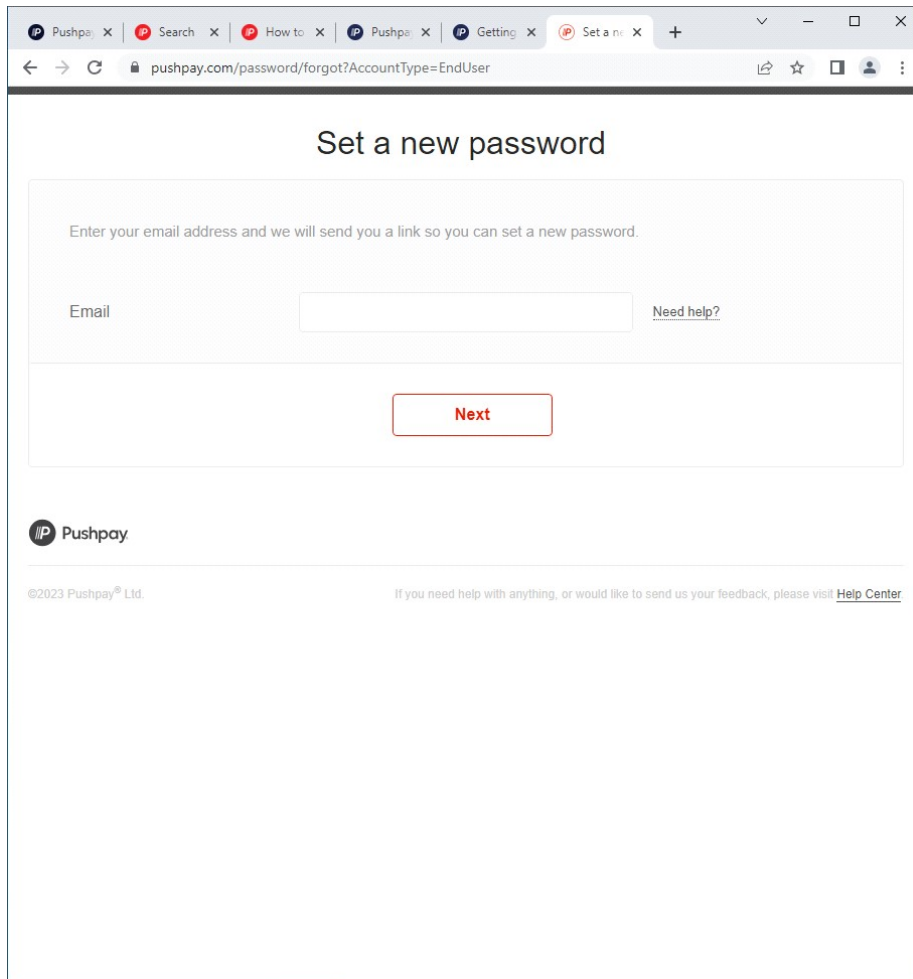 Pushpa
Search
How to
Pushpa
Getting
Set a ne
pushpay.com/password/forgot?AccountType=EndUser
Set a new password
Enter your email address and we will send you a link so you can set a new password.
Email
Need help?
Next
Pushpay
©2023 Pushpay® Ltd.
If you need help with anything, or would like to send us your feedback, please visit Help Center